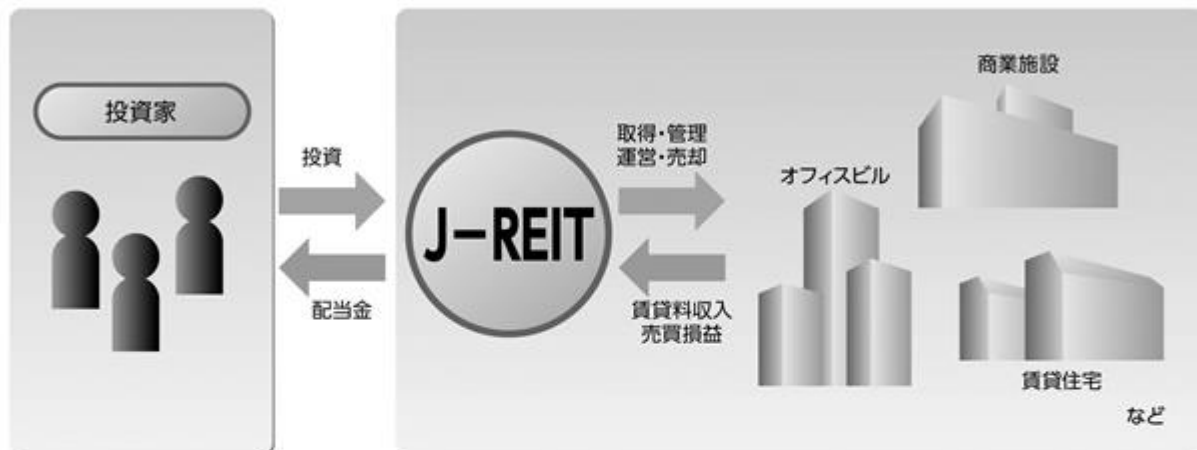 投資家
投資
配当金
J-REIT
取得・管理
運営・売却
賃貸料収入
売買損益
商業施設
オフィスビル
賃貸住宅
など